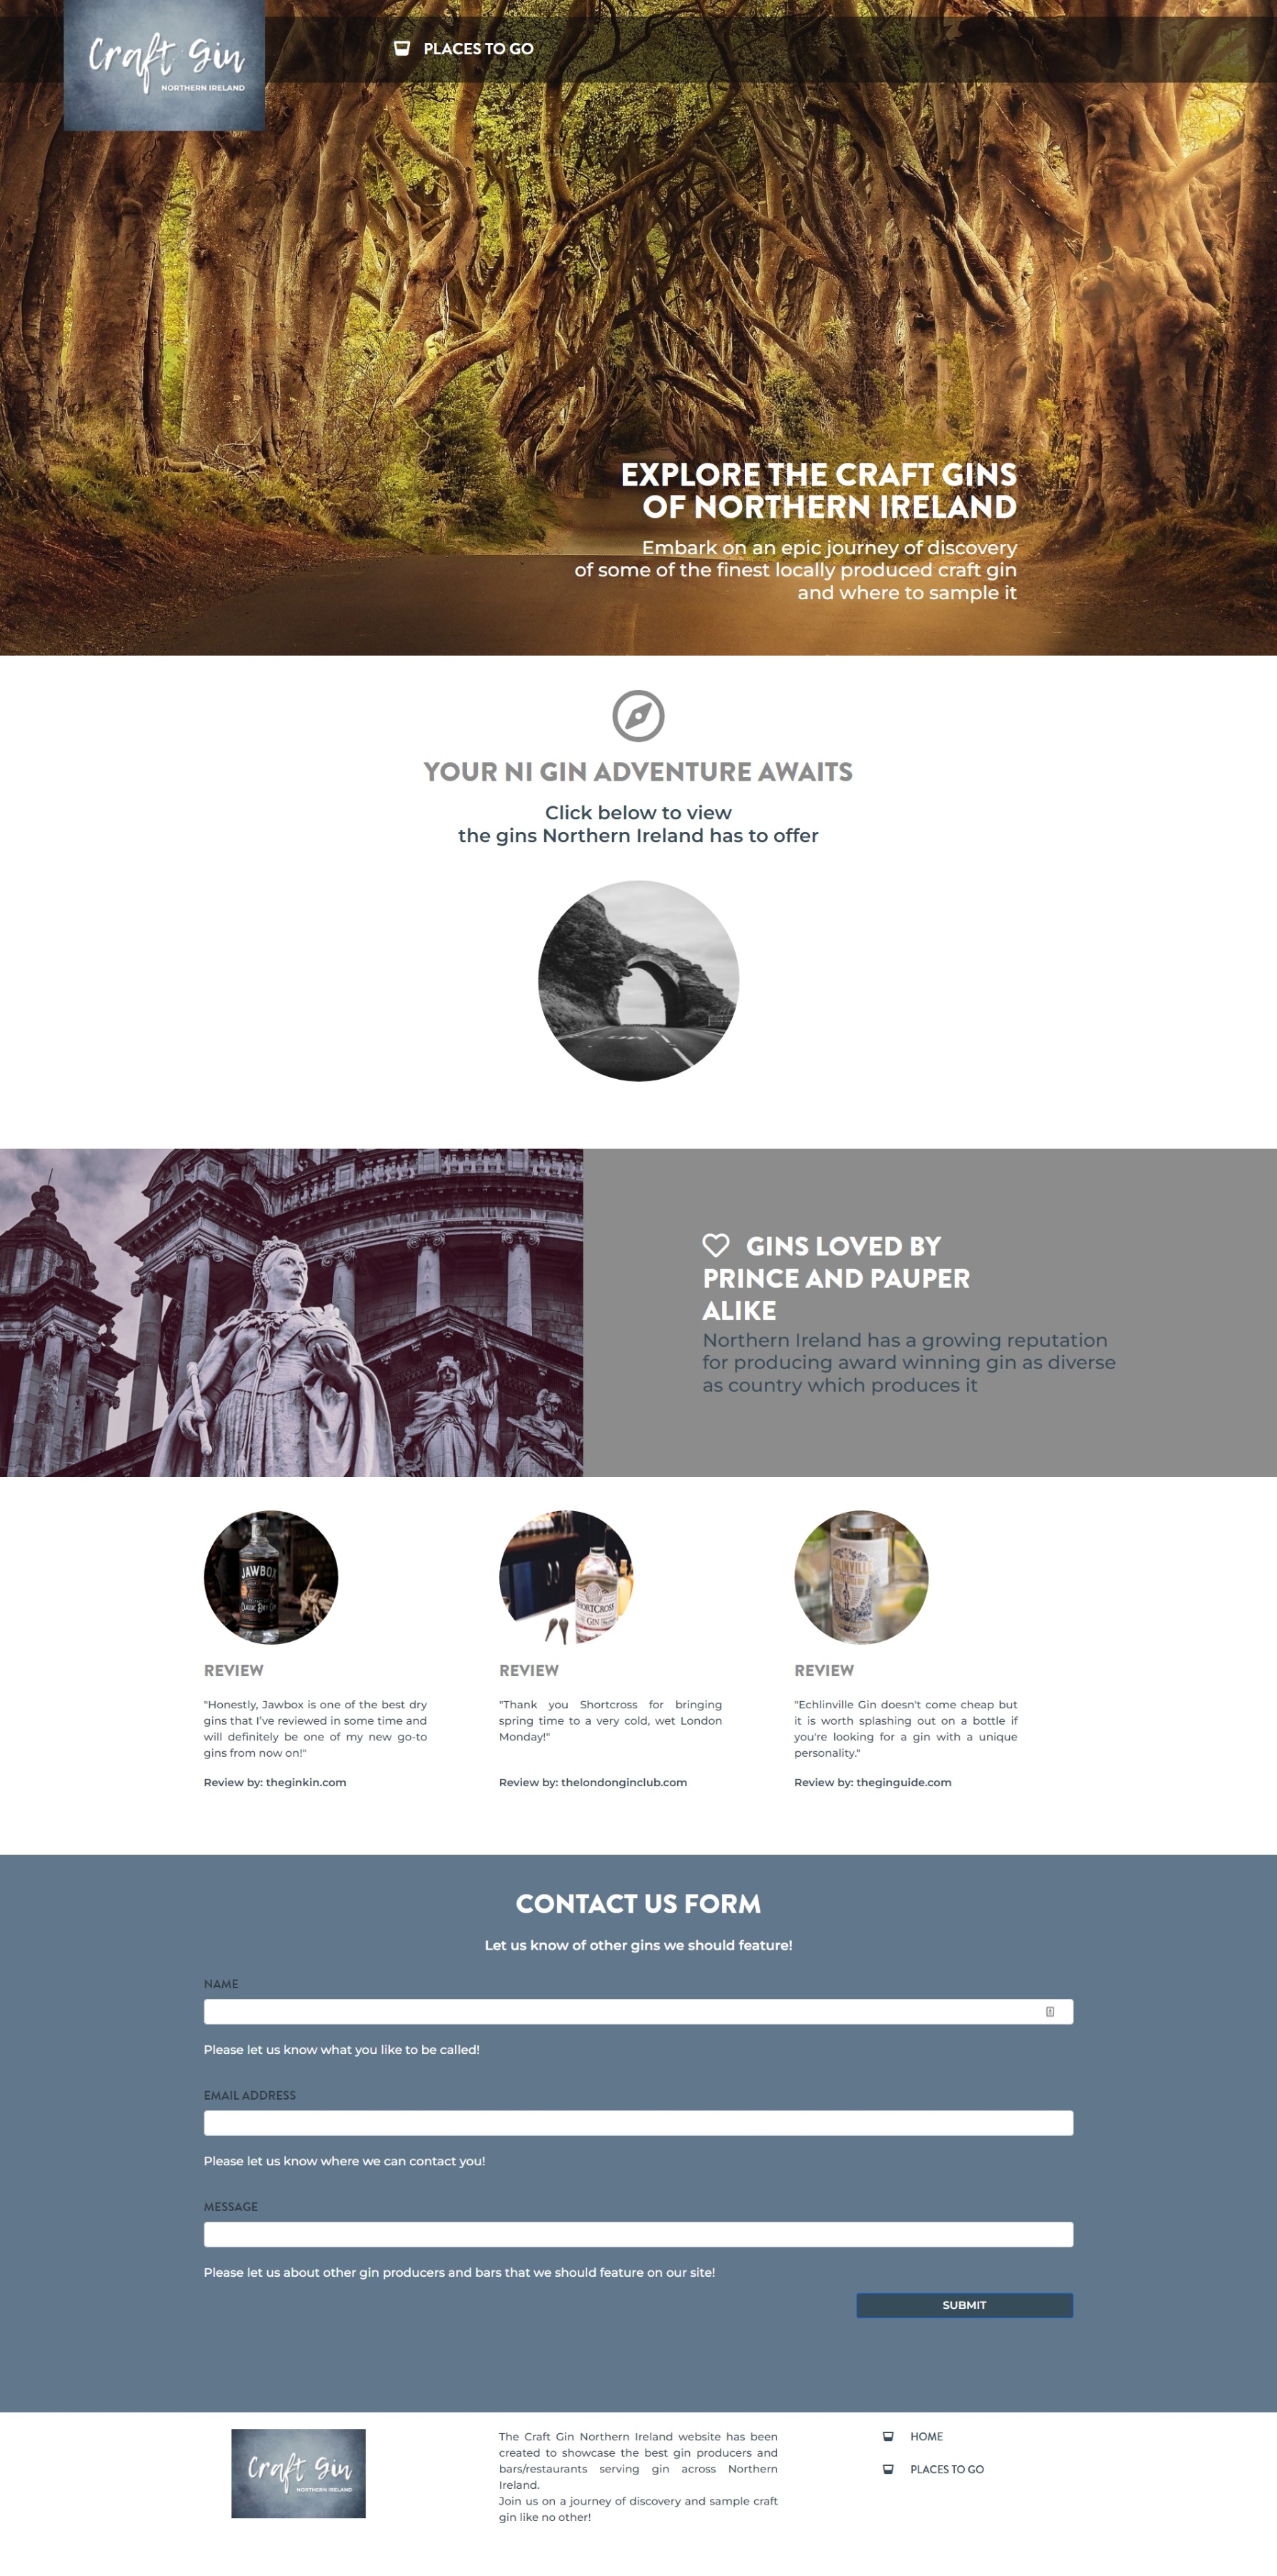 Craft Gin
NORTHERN IRELAND
PLACES TO GO
EXPLORE THE CRAFT GINS
OF NORTHERN IRELAND
Embark on an epic journey of discovery
of some of the finest locally produced craft gin
and where to sample it
YOUR NI GIN ADVENTURE AWAITS
Click below to view
the gins Northern Ireland has to offer
GINS LOVED BY
PRINCE AND PAUPER
ALIKE
Northern Ireland has a growing reputation
for producing award winning gin as diverse
as country which produces it
JAWBOX
CLASSIC DRY GIN
SHORTCROSS
GIN
REVIEW
"Honestly, Jawbox is one of the best dry
gins that I've reviewed in some time and
will definitely be one of my new go-to
gins from now on!"
Review by: theginkin.com
REVIEW
"Thank you Shortcross for bringing
spring time to a very cold, wet London
Monday!"
Review by: thelondonginclub.com
REVIEW
"Echlinville Gin doesn't come cheap but
it is worth splashing out on a bottle if
you're looking for a gin with a unique
personality."
Review by: theginguide.com
CONTACT US FORM
Let us know of other gins we should feature!
NAME
Please let us know what you like to be called!
EMAIL ADDRESS
Please let us know where we can contact you!
MESSAGE
Please let us about other gin producers and bars that we should feature on our site!
SUBMIT
Craft Gin
NORTHERN IRELAND
The Craft Gin Northern Ireland website has been
created to showcase the best gin producers and
bars/restaurants serving gin across Northern
Ireland.
Join us on a journey of discovery and sample craft
gin like no other!
HOME
PLACES TO GO